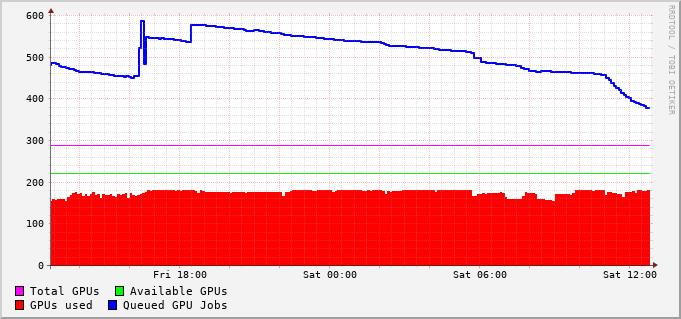 600
500
400
300
200
100
0
Fri 18:00 Sat 00:00 Sat 06:00 Sat 12:00
Total GPUs Available GPUs
GPUs used Queued GPU Jobs
RRDTOOL / TOBI OETIKER